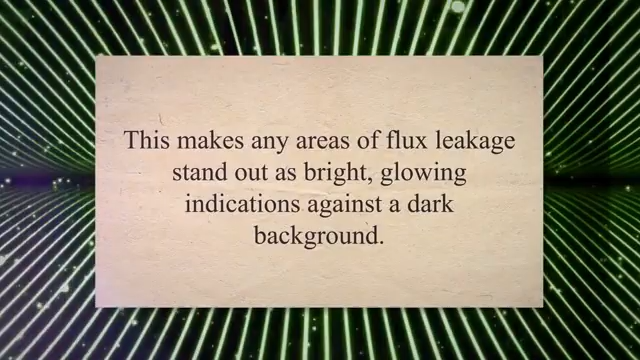 This makes any areas of flux leakage
stand out as bright, glowing
indications against a dark
background.